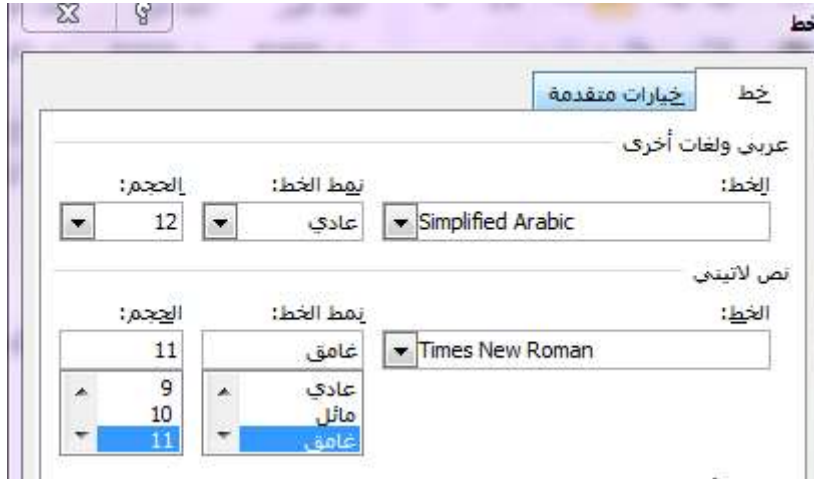 خط
خط خيارات متقدمة
عربي ولغات أخرى
الخط: نمط الخط: الحجم:
Simplified Arabic عادي 12
نص لاتيني
الخط: نمط الخط: الحجم:
Times New Roman غامق 11
عادي 9
مائل 10
غامق 11